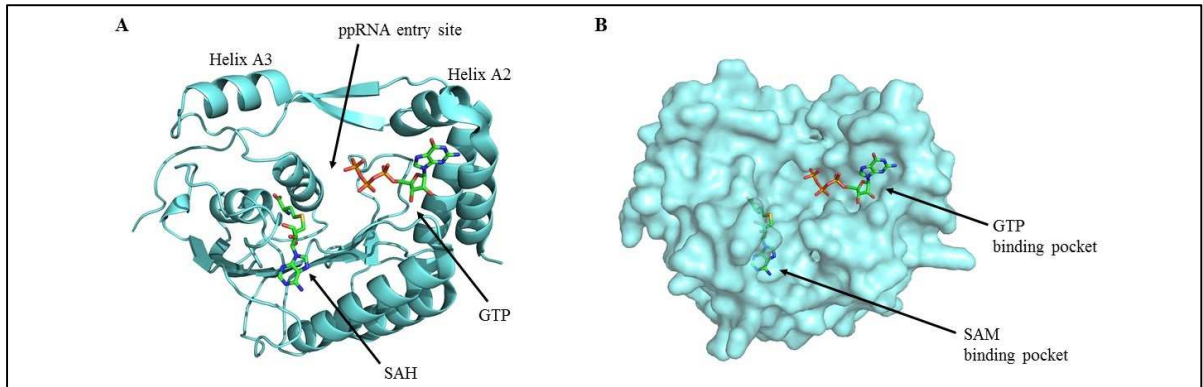 A
ppRNA entry site
Helix A3
Helix A2
GTP
SAH
B
GTP
binding pocket
SAM
binding pocket